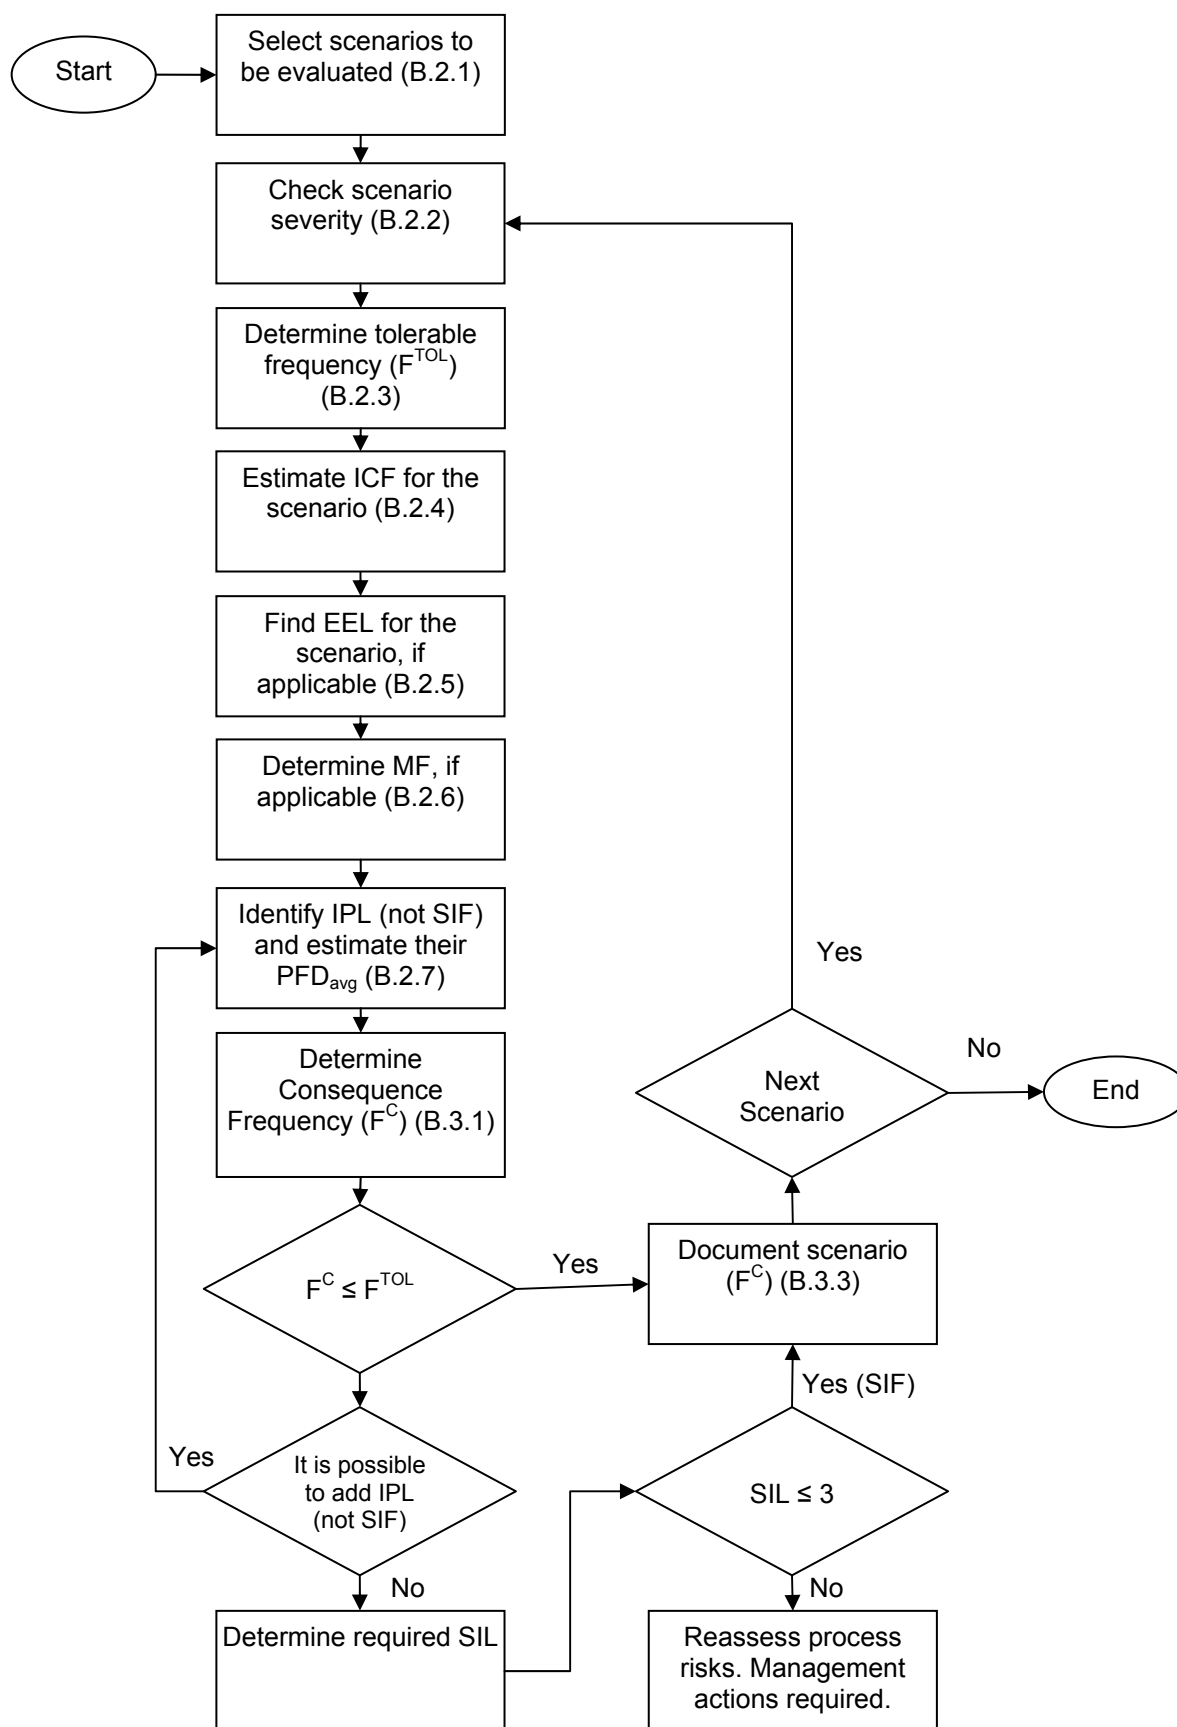 Start
Select scenarios to
be evaluated (B.2.1)
Check scenario
severity (B.2.2)
Determine tolerable
frequency (F^TOL)
(B.2.3)
Estimate ICF for the
scenario (B.2.4)
Find EEL for the
scenario, if
applicable (B.2.5)
Determine MF, if
applicable (B.2.6)
Identify IPL (not SIF)
and estimate their
PFD_avg (B.2.7)
Determine
Consequence
Frequency (F^C) (B.3.1)
F^C ≤ F^TOL
Yes
It is possible
to add IPL
(not SIF)
Yes
No
Determine required SIL
SIL ≤ 3
Yes (SIF)
No
Reassess process
risks. Management
actions required.
Document scenario
(F^C) (B.3.3)
Next
Scenario
Yes
No
End